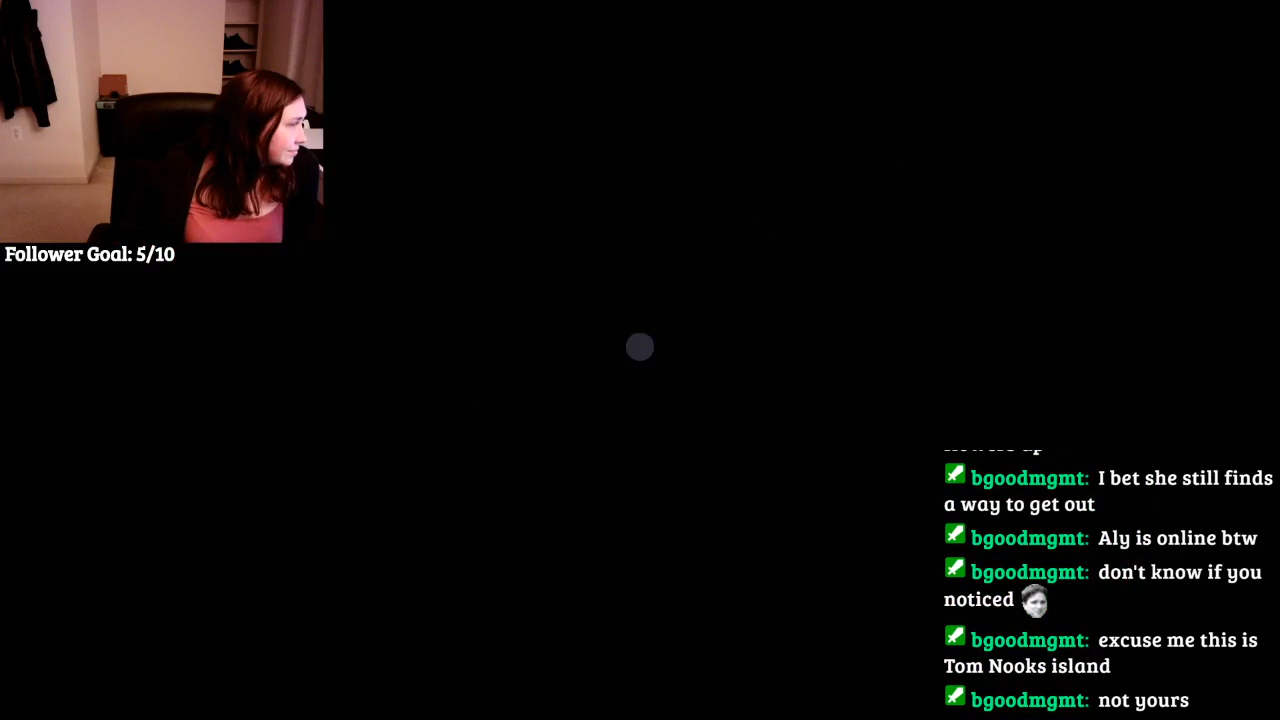 Follower Goal: 5/10
bgoodmgmt: I bet she still finds
a way to get out
bgoodmgmt: Aly is online btw
bgoodmgmt: don't know if you
noticed
bgoodmgmt: excuse me this is
Tom Nooks island
bgoodmgmt: not yours